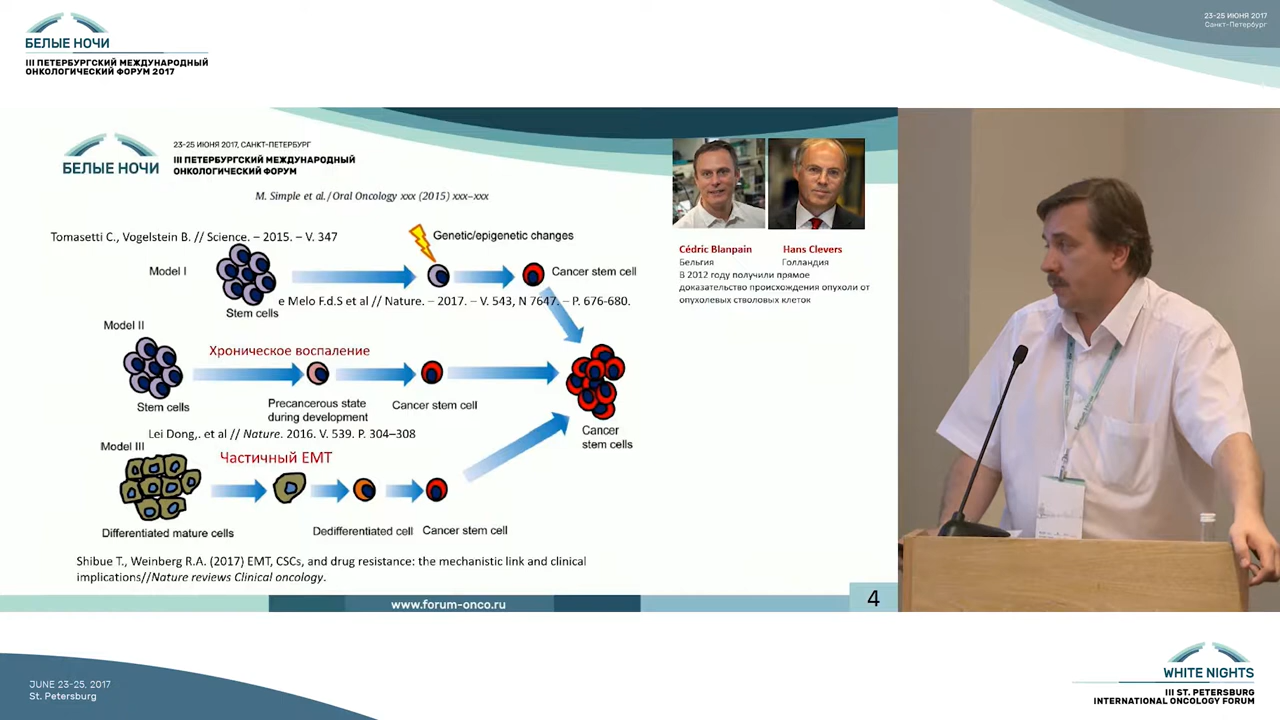 БЕЛЫЕ НОЧИ
III ПЕТЕРБУРГСКИЙ МЕЖДУНАРОДНЫЙ
ОНКОЛОГИЧЕСКИЙ ФОРУМ 2017
23-25 ИЮНЯ 2017
Санкт-Петербург
БЕЛЫЕ НОЧИ
23-25 ИЮНЯ 2017, САНКТ-ПЕТЕРБУРГ
III ПЕТЕРБУРГСКИЙ МЕЖДУНАРОДНЫЙ
ОНКОЛОГИЧЕСКИЙ ФОРУМ
M. Simple et al. / Oral Oncology xxx (2015) xxx–xxx
Tomasetti C., Vogelstein B. // Science. – 2015. – V. 347
Genetic/epigenetic changes
Model I
Cancer stem cell
Stem cells
e Melo F.d.S et al // Nature. – 2017. – V. 543, N 7647. – P. 676-680.
Model II
Хроническое воспаление
Stem cells
Precancerous state
during development
Cancer stem cell
Cancer
stem cells
Lei Dong,. et al // Nature. 2016. V. 539. P. 304–308
Model III
Частичный ЕМТ
Differentiated mature cells
Dedifferentiated cell
Cancer stem cell
Shibue T., Weinberg R.A. (2017) EMT, CSCs, and drug resistance: the mechanistic link and clinical
implications//Nature reviews Clinical oncology.
Cédric Blanpain
Hans Clevers
Бельгия
Голландия
В 2012 году получили прямое
доказательство происхождения опухоли от
опухолевых стволовых клеток
www.forum-onco.ru
4
JUNE 23-25, 2017
St. Petersburg
WHITE NIGHTS
III ST. PETERSBURG
INTERNATIONAL ONCOLOGY FORUM